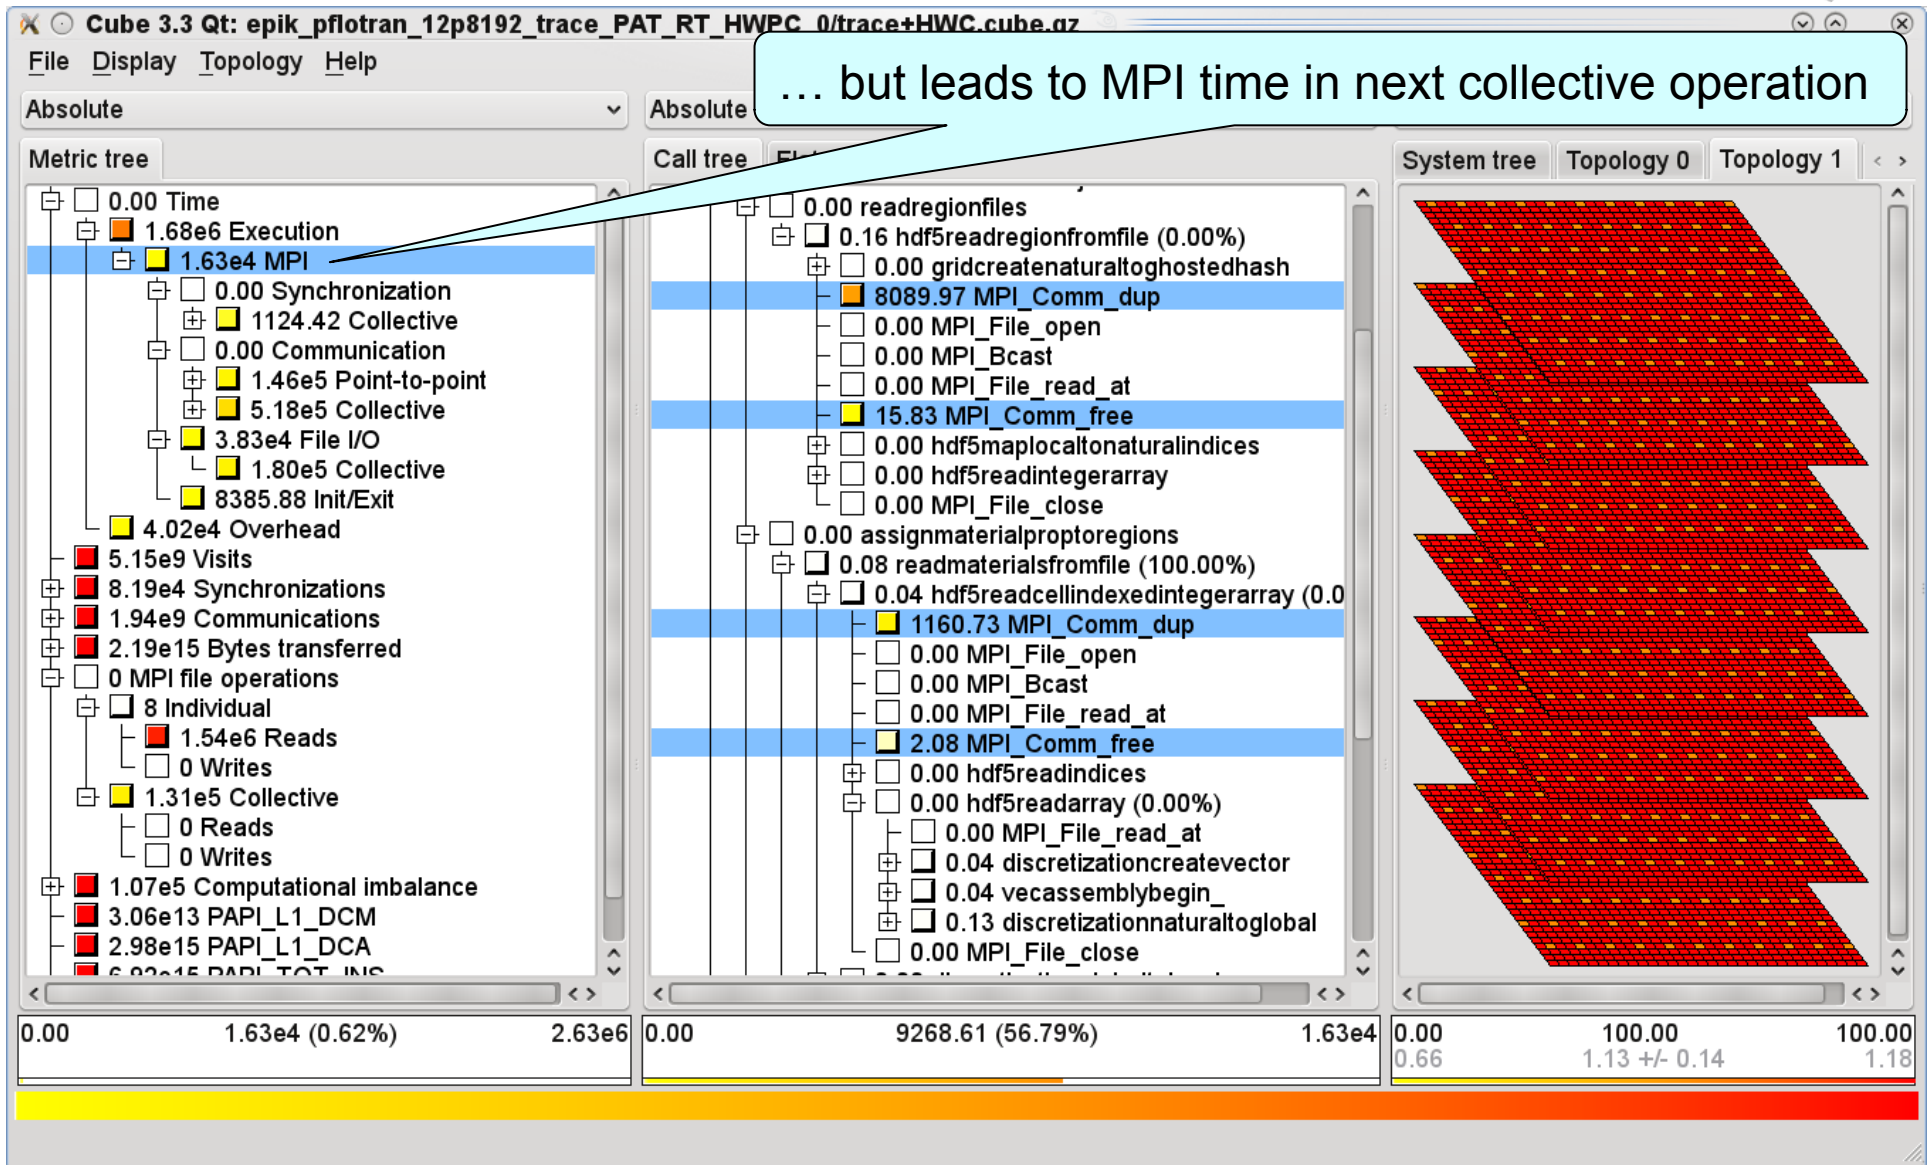 Cube 3.3 Qt: epik_pflotran_12p8192_trace_PAT_RT_HWPC_0/trace+HWC.cube.gz
File Display Topology Help
… but leads to MPI time in next collective operation
Absolute
Absolute
Metric tree
0.00 Time
1.68e6 Execution
1.63e4 MPI
0.00 Synchronization
1124.42 Collective
0.00 Communication
1.46e5 Point-to-point
5.18e5 Collective
3.83e4 File I/O
1.80e5 Collective
8385.88 Init/Exit
4.02e4 Overhead
5.15e9 Visits
8.19e4 Synchronizations
1.94e9 Communications
2.19e15 Bytes transferred
0 MPI file operations
8 Individual
1.54e6 Reads
0 Writes
1.31e5 Collective
0 Reads
0 Writes
1.07e5 Computational imbalance
3.06e13 PAPI_L1_DCM
2.98e15 PAPI_L1_DCA
6.92e15 PAPI_TOT_INS
0.00 1.63e4 (0.62%) 2.63e6
Call tree
0.00 readregionfiles
0.16 hdf5readregionfromfile (0.00%)
0.00 gridcreatenaturaltoghostedhash
8089.97 MPI_Comm_dup
0.00 MPI_File_open
0.00 MPI_Bcast
0.00 MPI_File_read_at
15.83 MPI_Comm_free
0.00 hdf5maplocaltonaturalindices
0.00 hdf5readintegerarray
0.00 MPI_File_close
0.00 assignmaterialproptoregions
0.08 readmaterialsfromfile (100.00%)
0.04 hdf5readcellindexedintegerarray (0.0
1160.73 MPI_Comm_dup
0.00 MPI_File_open
0.00 MPI_Bcast
0.00 MPI_File_read_at
2.08 MPI_Comm_free
0.00 hdf5readindices
0.00 hdf5readarray (0.00%)
0.00 MPI_File_read_at
0.04 discretizationcreatevector
0.04 vecassemblybegin_
0.13 discretizationnaturaltoglobal
0.00 MPI_File_close
0.00 9268.61 (56.79%) 1.63e4
System tree Topology 0 Topology 1
0.00 100.00 100.00
0.66 1.13 +/- 0.14 1.18